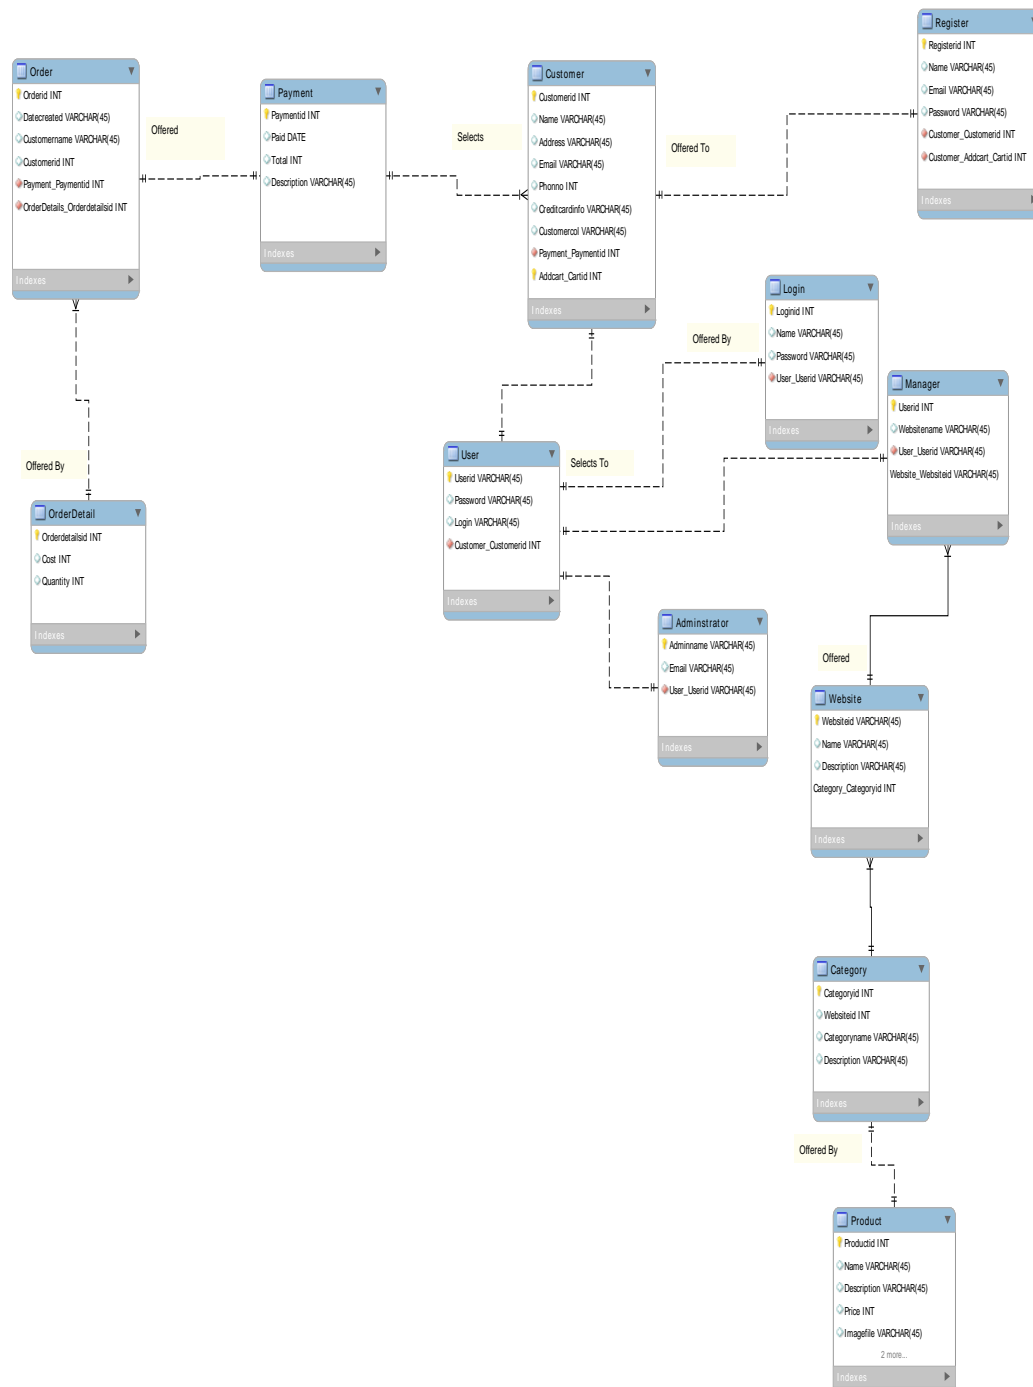 Register
Registerid INT
Name VARCHAR(45)
Email VARCHAR(45)
Password VARCHAR(45)
Customer_Customerid INT
Customer_Addcart_Cartid INT
Indexes
Order
Orderid INT
Datecreated VARCHAR(45)
Customername VARCHAR(45)
Customerid INT
Payment_Paymentid INT
OrderDetails_Orderdetailsid INT
Indexes
Offered
Payment
Paymentid INT
Paid DATE
Total INT
Description VARCHAR(45)
Indexes
Selects
Customer
Customerid INT
Name VARCHAR(45)
Address VARCHAR(45)
Email VARCHAR(45)
Phonno INT
Creditcardinfo VARCHAR(45)
Customercol VARCHAR(45)
Payment_Paymentid INT
Addcart_Cartid INT
Indexes
Offered To
Login
Loginid INT
Name VARCHAR(45)
Password VARCHAR(45)
User_Userid VARCHAR(45)
Indexes
Offered By
Manager
Userid INT
Websitename VARCHAR(45)
User_Userid VARCHAR(45)
Website_Websiteid VARCHAR(45)
Indexes
User
Userid VARCHAR(45)
Password VARCHAR(45)
Login VARCHAR(45)
Customer_Customerid INT
Indexes
Selects To
Offered By
OrderDetail
Orderdetailsid INT
Cost INT
Quantity INT
Indexes
Adminstrator
Adminname VARCHAR(45)
Email VARCHAR(45)
User_Userid VARCHAR(45)
Indexes
Offered
Website
Websiteid VARCHAR(45)
Name VARCHAR(45)
Description VARCHAR(45)
Category_Categoryid INT
Indexes
Category
Categoryid INT
Websiteid INT
Categoryname VARCHAR(45)
Description VARCHAR(45)
Indexes
Offered By
Product
Productid INT
Name VARCHAR(45)
Description VARCHAR(45)
Price INT
Imagefile VARCHAR(45)
2 more...
Indexes